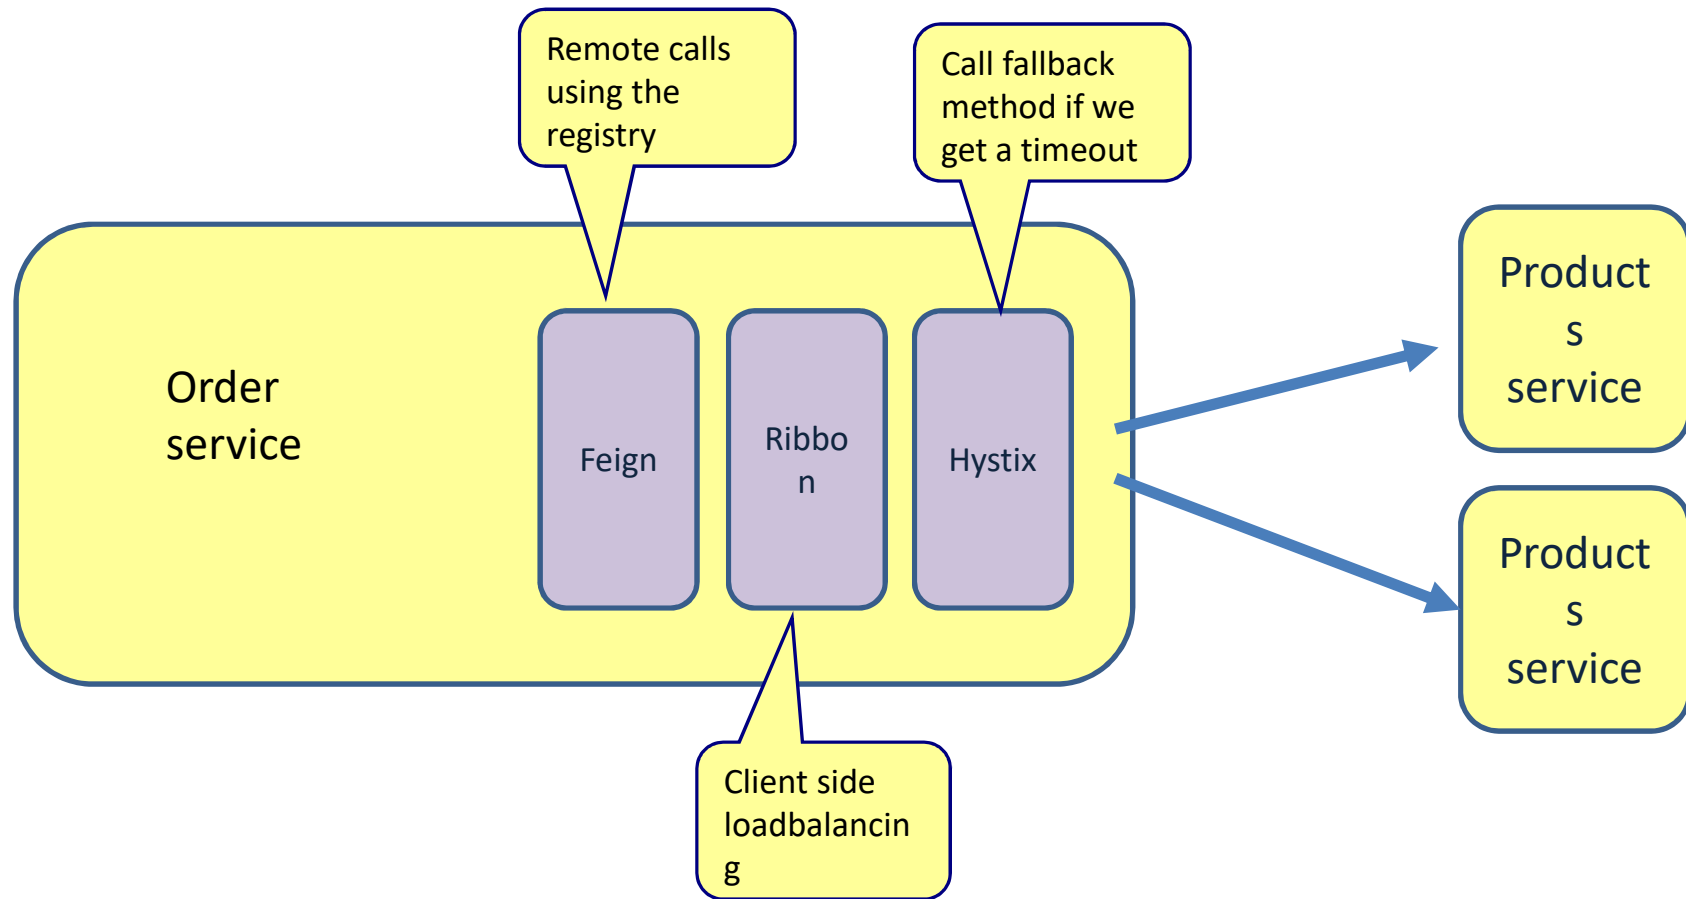 Remote calls
using the
registry
Call fallback
method if we
get a timeout
Order
service
Feign
Ribbo
n
Hystix
Product
s
service
Product
s
service
Client side
loadbalancin
g